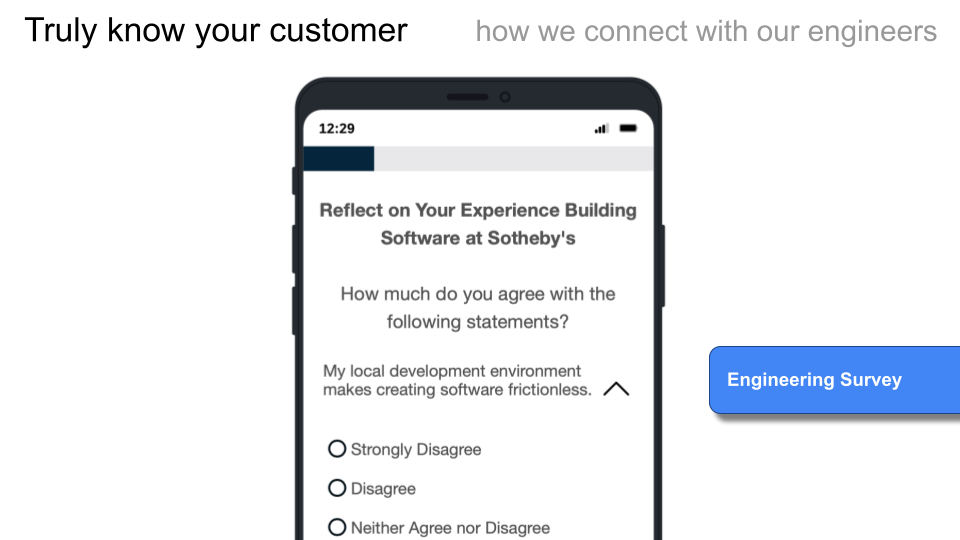 Truly know your customer
how we connect with our engineers
12:29
Reflect on Your Experience Building
Software at Sotheby's
How much do you agree with the
following statements?
My local development environment
makes creating software frictionless.
Strongly Disagree
Disagree
Neither Agree nor Disagree
Engineering Survey